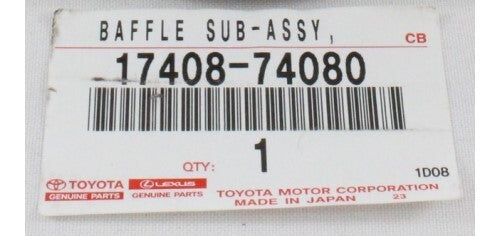 BAFFLE SUB-ASSY, CB
17408-74080
QTY: 1
1D08
TOYOTA LEXUS TOYOTA MOTOR CORPORATION
GENUINE PARTS GENUINE PARTS MADE IN JAPAN 23